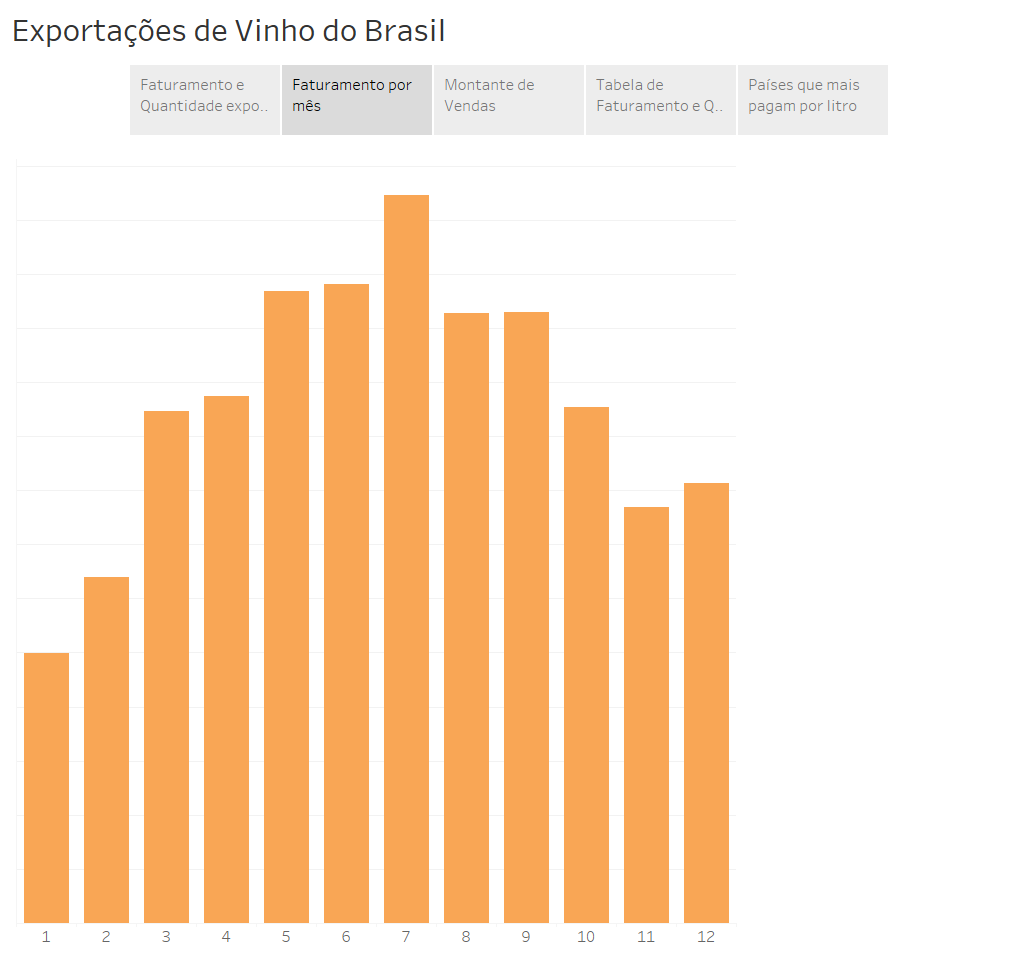 Exportações de Vinho do Brasil
Faturamento e
Quantidade expo..
Faturamento por
mês
Montante de
Vendas
Tabela de
Faturamento e Q..
Países que mais
pagam por litro
1 2 3 4 5 6 7 8 9 10 11 12